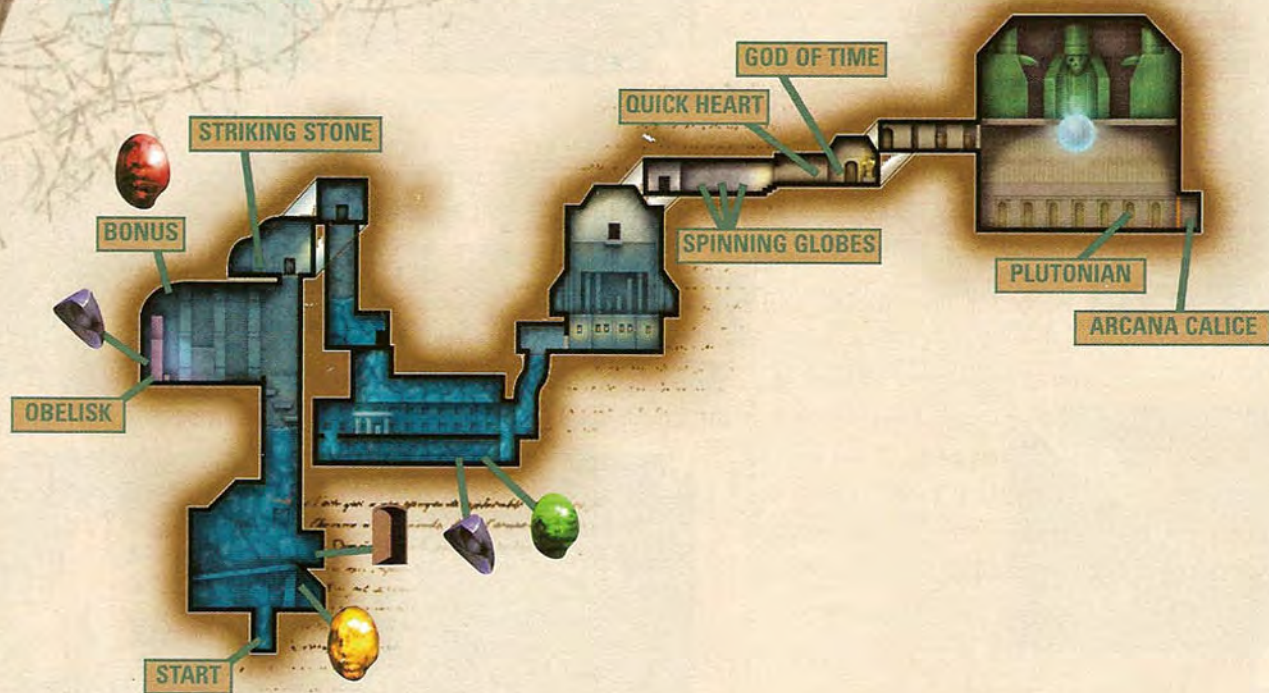 GOD OF TIME
QUICK HEART
STRIKING STONE
BONUS
SPINNING GLOBES
PLUTONIAN
ARCANA CALICE
OBELISK
START